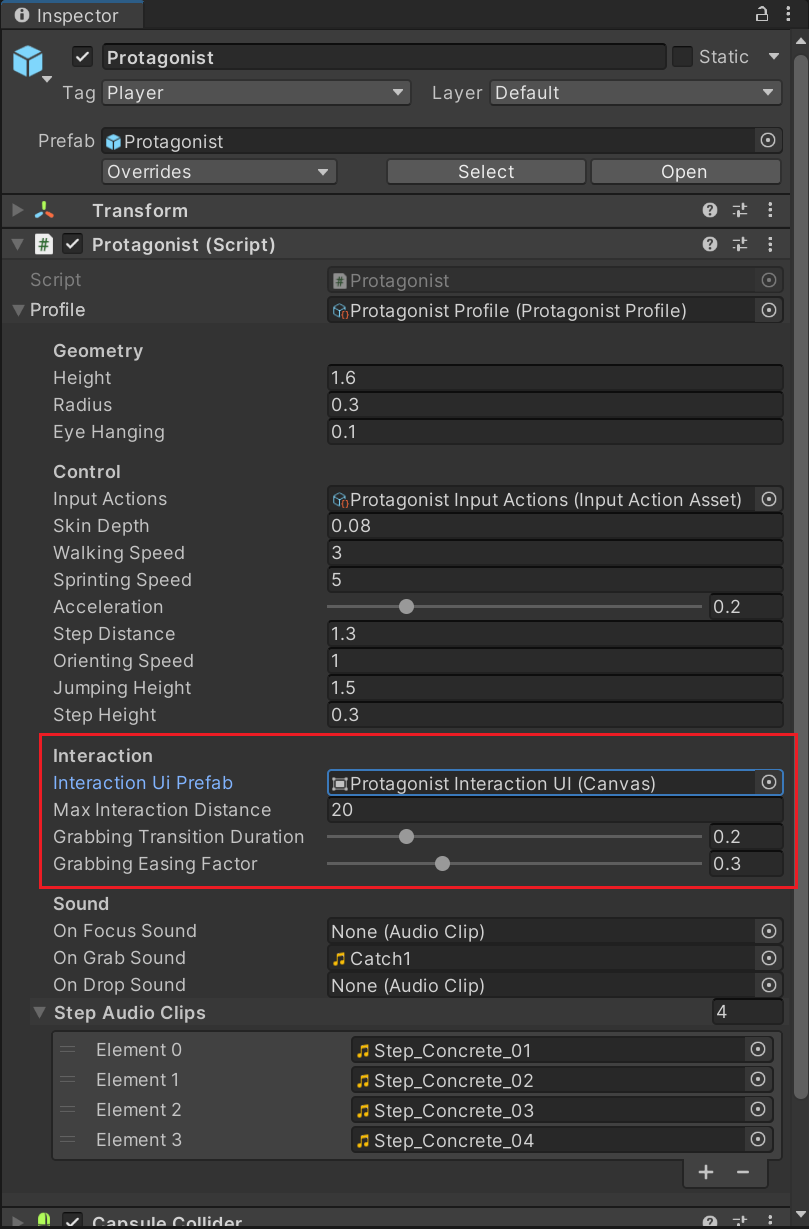 Inspector
Protagonist Static
Tag Player Layer Default
Prefab Protagonist
Overrides Select Open
Transform
# Protagonist (Script)
Script # Protagonist
Profile Protagonist Profile (Protagonist Profile)
Geometry
Height 1.6
Radius 0.3
Eye Hanging 0.1
Control
Input Actions Protagonist Input Actions (Input Action Asset)
Skin Depth 0.08
Walking Speed 3
Sprinting Speed 5
Acceleration 0.2
Step Distance 1.3
Orienting Speed 1
Jumping Height 1.5
Step Height 0.3
Interaction
Interaction Ui Prefab Protagonist Interaction UI (Canvas)
Max Interaction Distance 20
Grabbing Transition Duration 0.2
Grabbing Easing Factor 0.3
Sound
On Focus Sound None (Audio Clip)
On Grab Sound Catch1
On Drop Sound None (Audio Clip)
Step Audio Clips 4
Element 0 Step_Concrete_01
Element 1 Step_Concrete_02
Element 2 Step_Concrete_03
Element 3 Step_Concrete_04
+ −
Capsule Collider